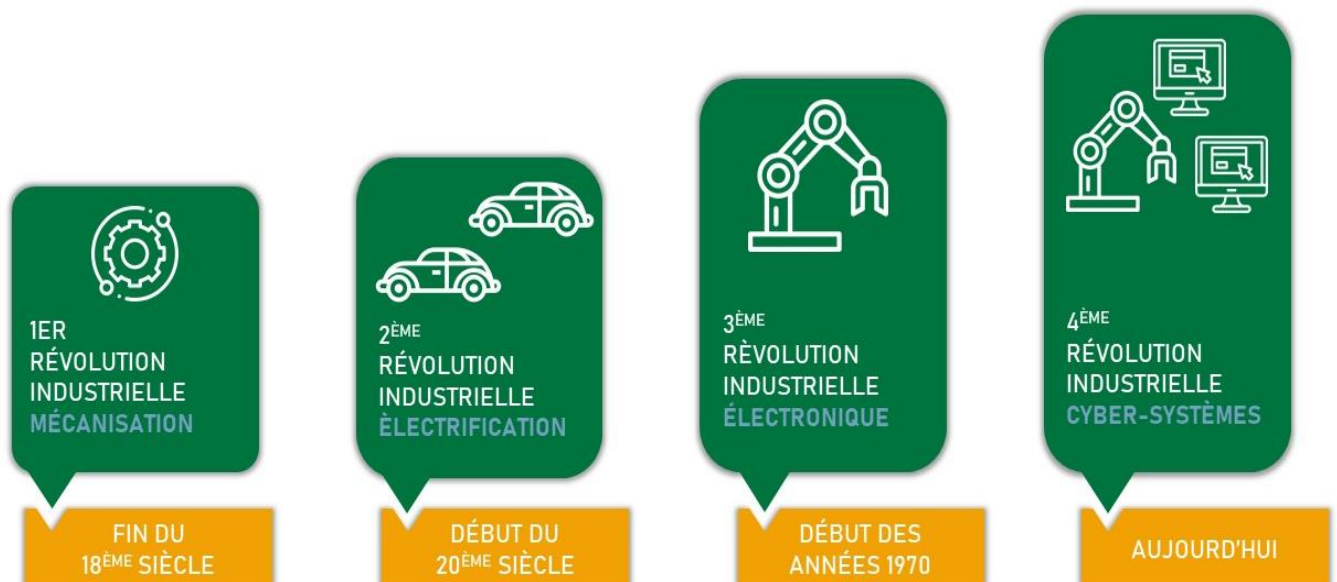 1ER
RÉVOLUTION
INDUSTRIELLE
MÉCANISATION
FIN DU
18ÈME SIÈCLE
2ÈME
RÉVOLUTION
INDUSTRIELLE
ÈLECTRIFICATION
DÉBUT DU
20ÈME SIÈCLE
3ÈME
RÈVOLUTION
INDUSTRIELLE
ÉLECTRONIQUE
DÉBUT DES
ANNÉES 1970
4ÈME
RÉVOLUTION
INDUSTRIELLE
CYBER-SYSTÈMES
AUJOURD'HUI